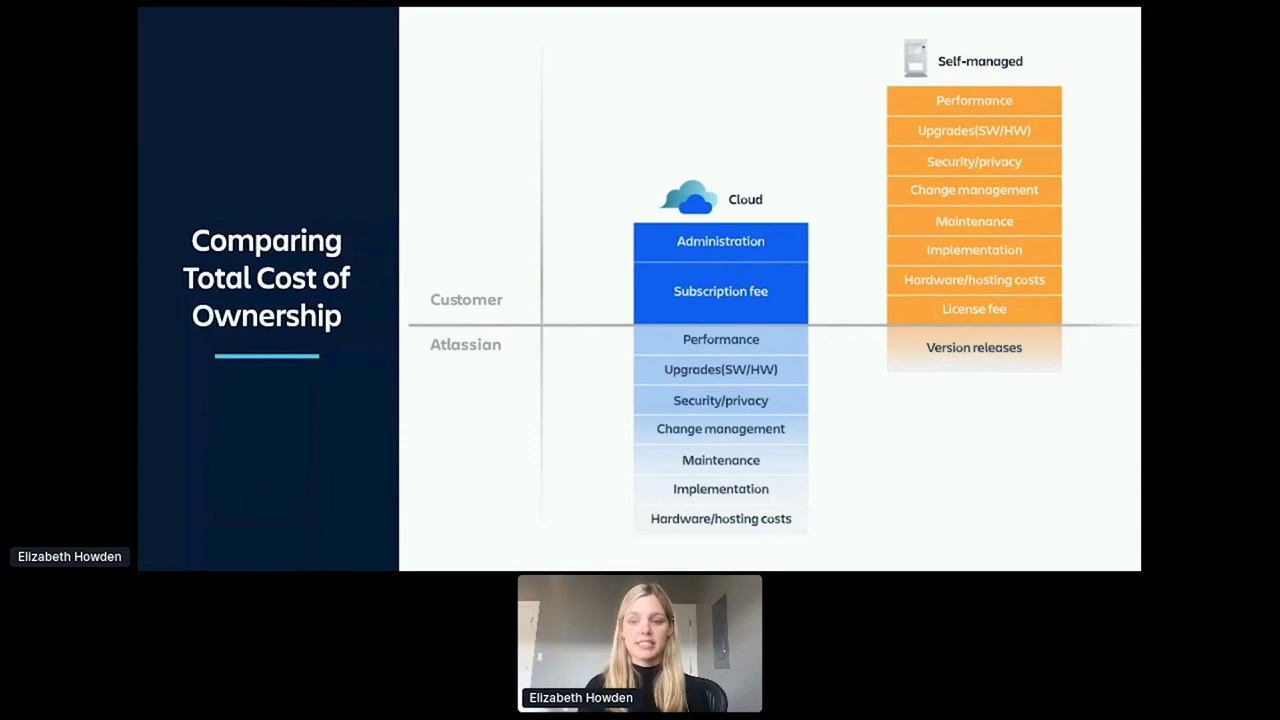 Comparing
Total Cost of
Ownership
Customer
Atlassian
Cloud
Administration
Subscription fee
Performance
Upgrades(SW/HW)
Security/privacy
Change management
Maintenance
Implementation
Hardware/hosting costs
Self-managed
Performance
Upgrades(SW/HW)
Security/privacy
Change management
Maintenance
Implementation
Hardware/hosting costs
License fee
Version releases
Elizabeth Howden
Elizabeth Howden